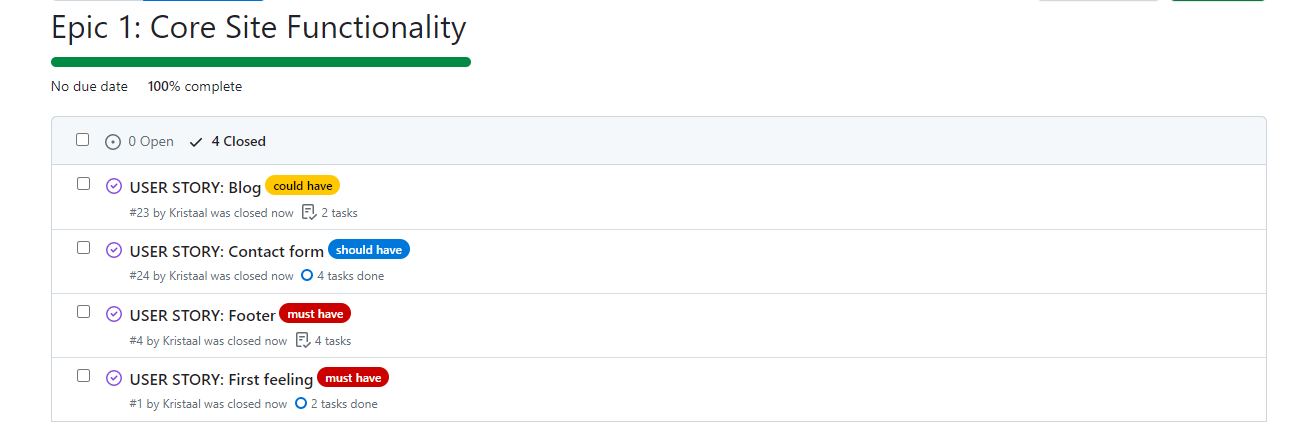 Epic 1: Core Site Functionality
No due date 100% complete
0 Open 4 Closed
USER STORY: Blog could have
#23 by Kristaal was closed now 2 tasks
USER STORY: Contact form should have
#24 by Kristaal was closed now 4 tasks done
USER STORY: Footer must have
#4 by Kristaal was closed now 4 tasks
USER STORY: First feeling must have
#1 by Kristaal was closed now 2 tasks done